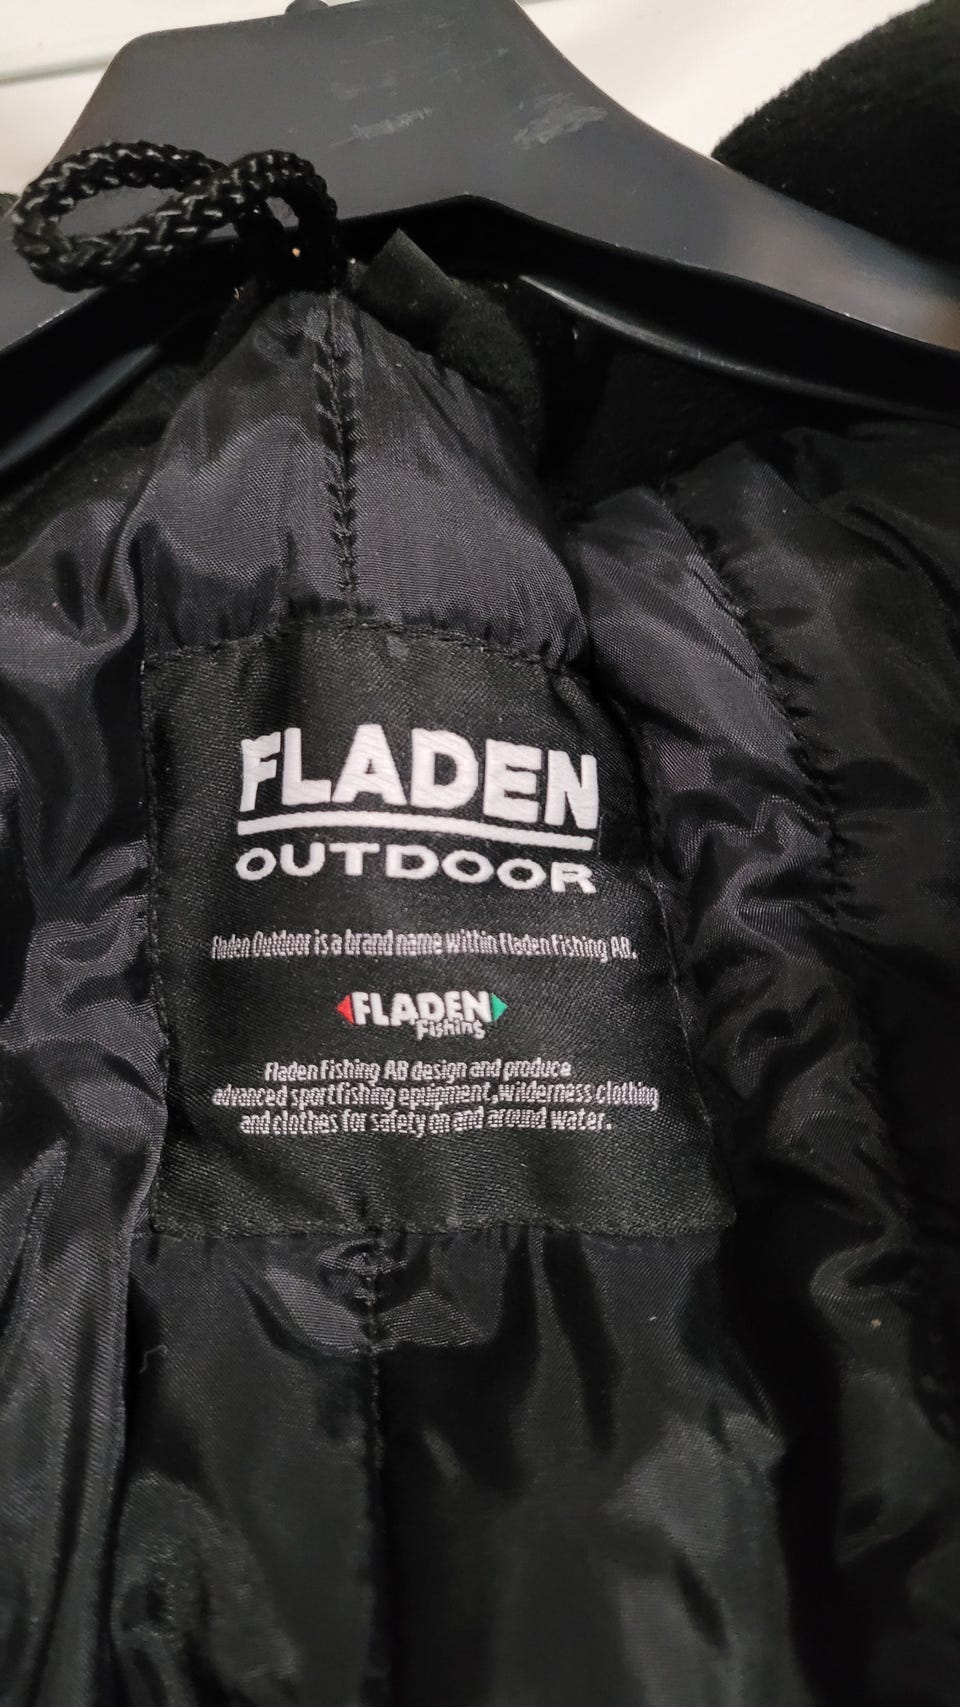 FLADEN
OUTDOOR
Fladen Outdoor is a brand name within Fladen Fishing AB.
FLADEN
Fishing
Fladen Fishing AB design and produce
advanced sportfishing equipment, wilderness clothing
and clothes for safety on and around water.